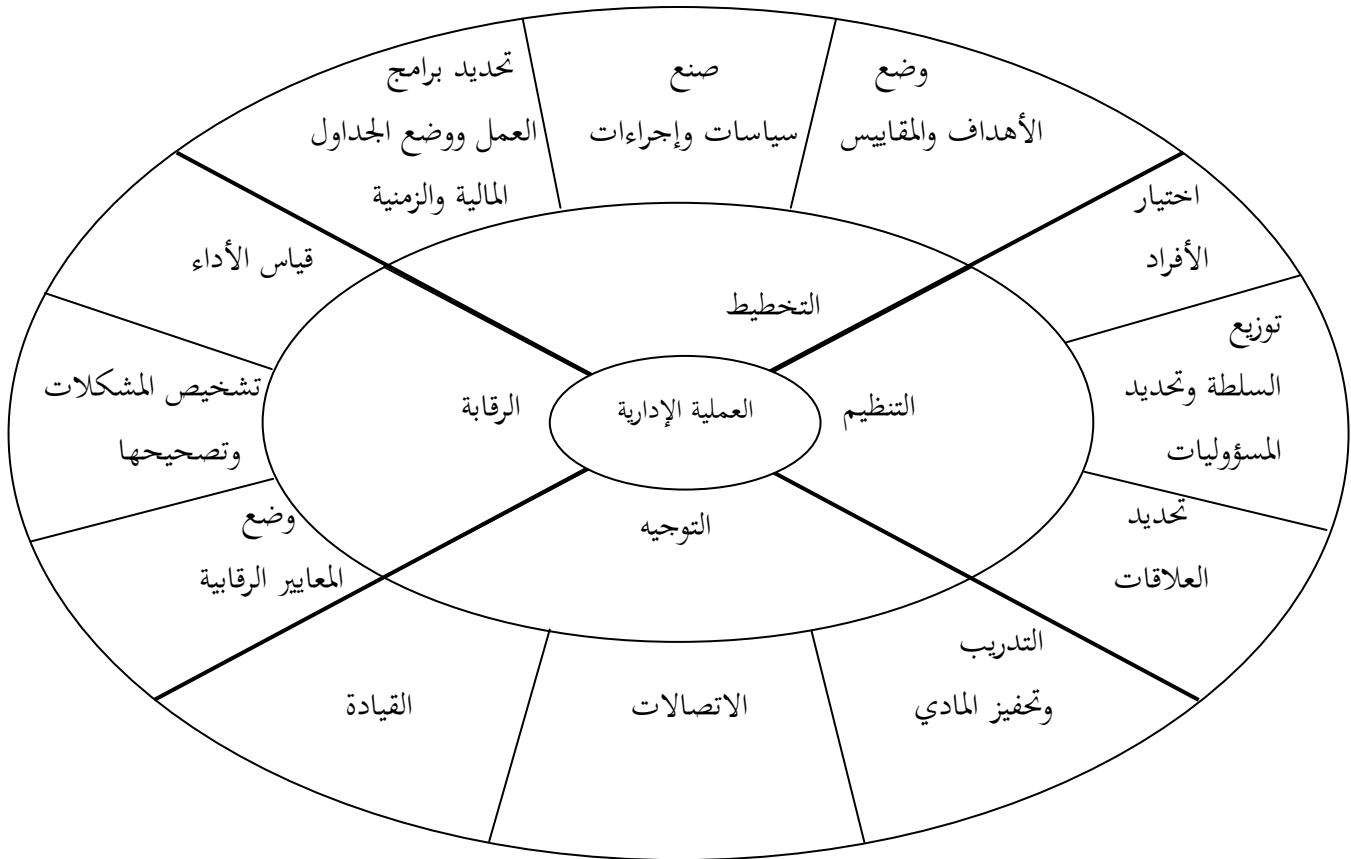 وضع
الأهداف والمقاييس
صنع
سياسات وإجراءات
تحديد برامج
العمل ووضع الجداول
المالية والزمنية
اختيار
الأفراد
توزيع
السلطة وتحديد
المسؤوليات
تحديد
العلاقات
التدريب
وتحفيز المادي
الاتصالات
القيادة
وضع
المعايير الرقابية
تشخيص المشكلات
وتصحيحها
قياس الأداء
التخطيط
التنظيم
التوجيه
الرقابة
العملية الإدارية